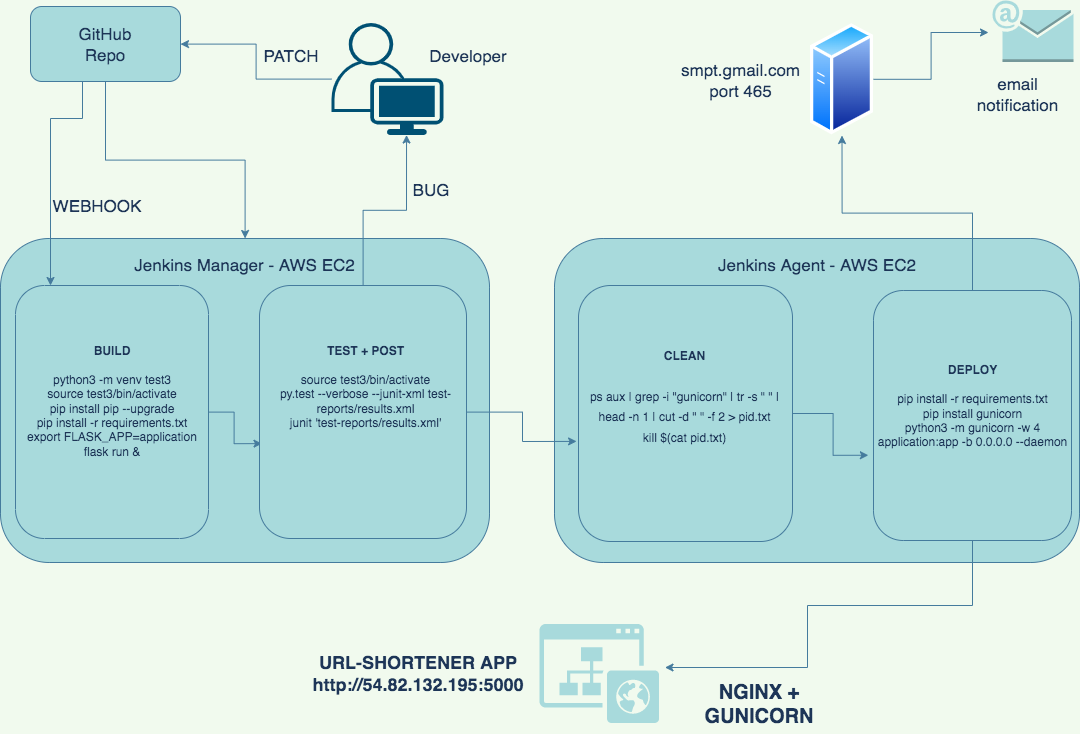 GitHub
Repo
PATCH
Developer
smpt.gmail.com
port 465
@
email
notification
BUG
WEBHOOK
Jenkins Manager - AWS EC2
BUILD
python3 -m venv test3
source test3/bin/activate
pip install pip --upgrade
pip install -r requirements.txt
export FLASK_APP=application
flask run &
TEST + POST
source test3/bin/activate
py.test --verbose --junit-xml test-
reports/results.xml
junit 'test-reports/results.xml'
Jenkins Agent - AWS EC2
CLEAN
ps aux | grep -i "gunicorn" | tr -s " " |
head -n 1 | cut -d " " -f 2 > pid.txt
kill $(cat pid.txt)
DEPLOY
pip install -r requirements.txt
pip install gunicorn
python3 -m gunicorn -w 4
application:app -b 0.0.0.0 --daemon
URL-SHORTENER APP
http://54.82.132.195:5000
NGINX +
GUNICORN